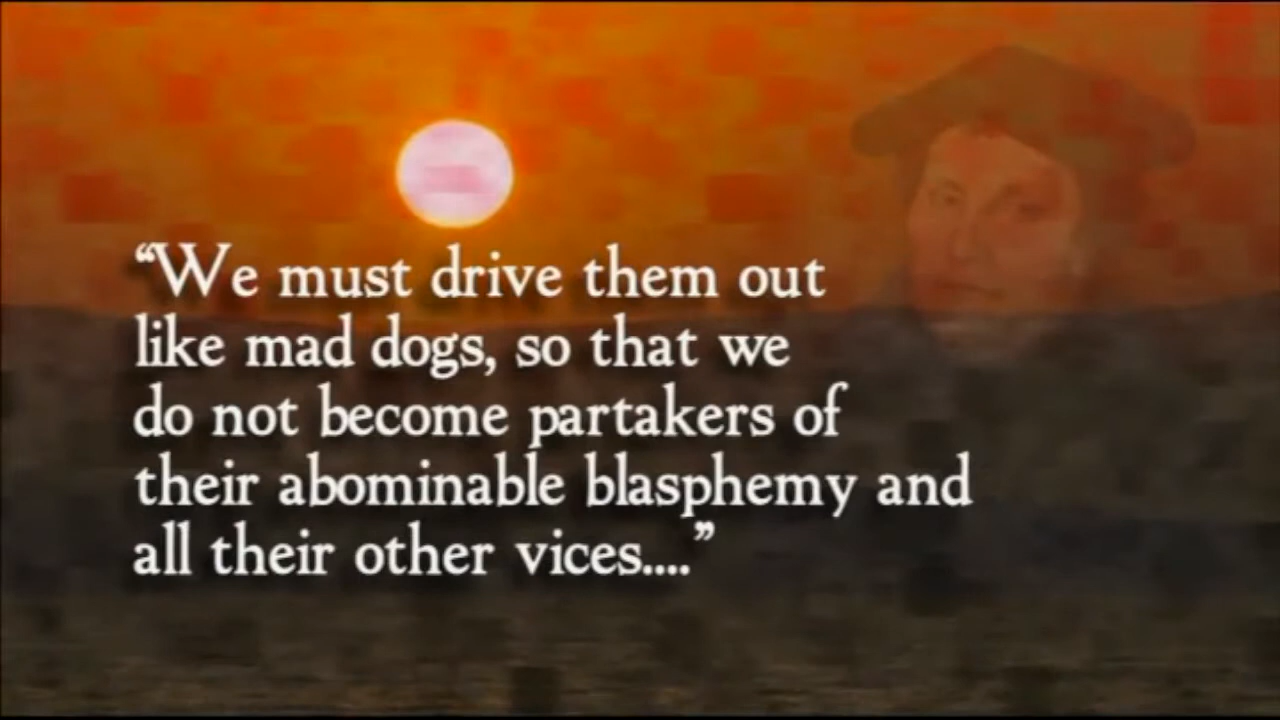 “We must drive them out
like mad dogs, so that we
do not become partakers of
their abominable blasphemy and
all their other vices....”